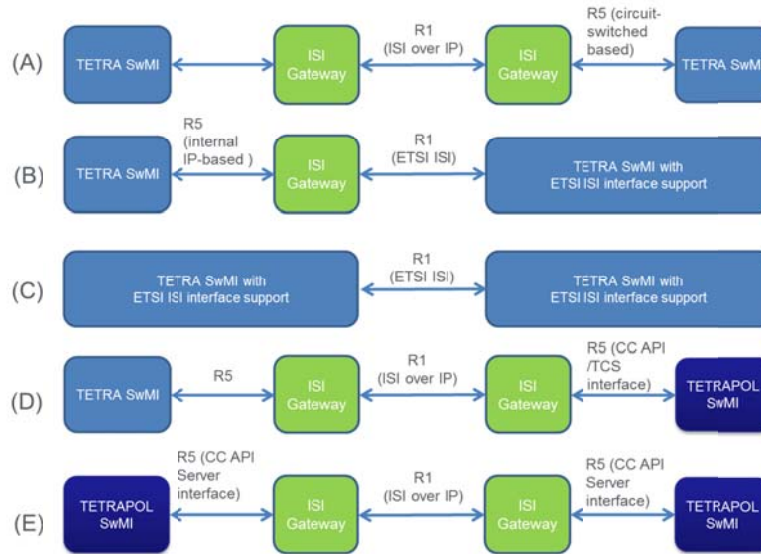 (A)
TETRA SwMI
ISI
Gateway
R1
(ISI over IP)
ISI
Gateway
R5 (circuit-
switched
based)
TETRA SwMI
(B)
TETRA SwMI
R5
(internal
IP-based )
ISI
Gateway
R1
(ETSI ISI)
TETRA SwMI with
ETSI ISI interface support
(C)
TETRA SwMI with
ETSI ISI interface support
R1
(ETSI ISI)
TETRA SwMI with
ETSI ISI interface support
(D)
TETRA SwMI
R5
ISI
Gateway
R1
(ISI over IP)
ISI
Gateway
R5 (CC API
/TCS
interface)
TETRAPOL
SwMI
(E)
TETRAPOL
SwMI
R5 (CC API
Server
interface)
ISI
Gateway
R1
(ISI over IP)
ISI
Gateway
R5 (CC API
Server
interface)
TETRAPOL
SwMI